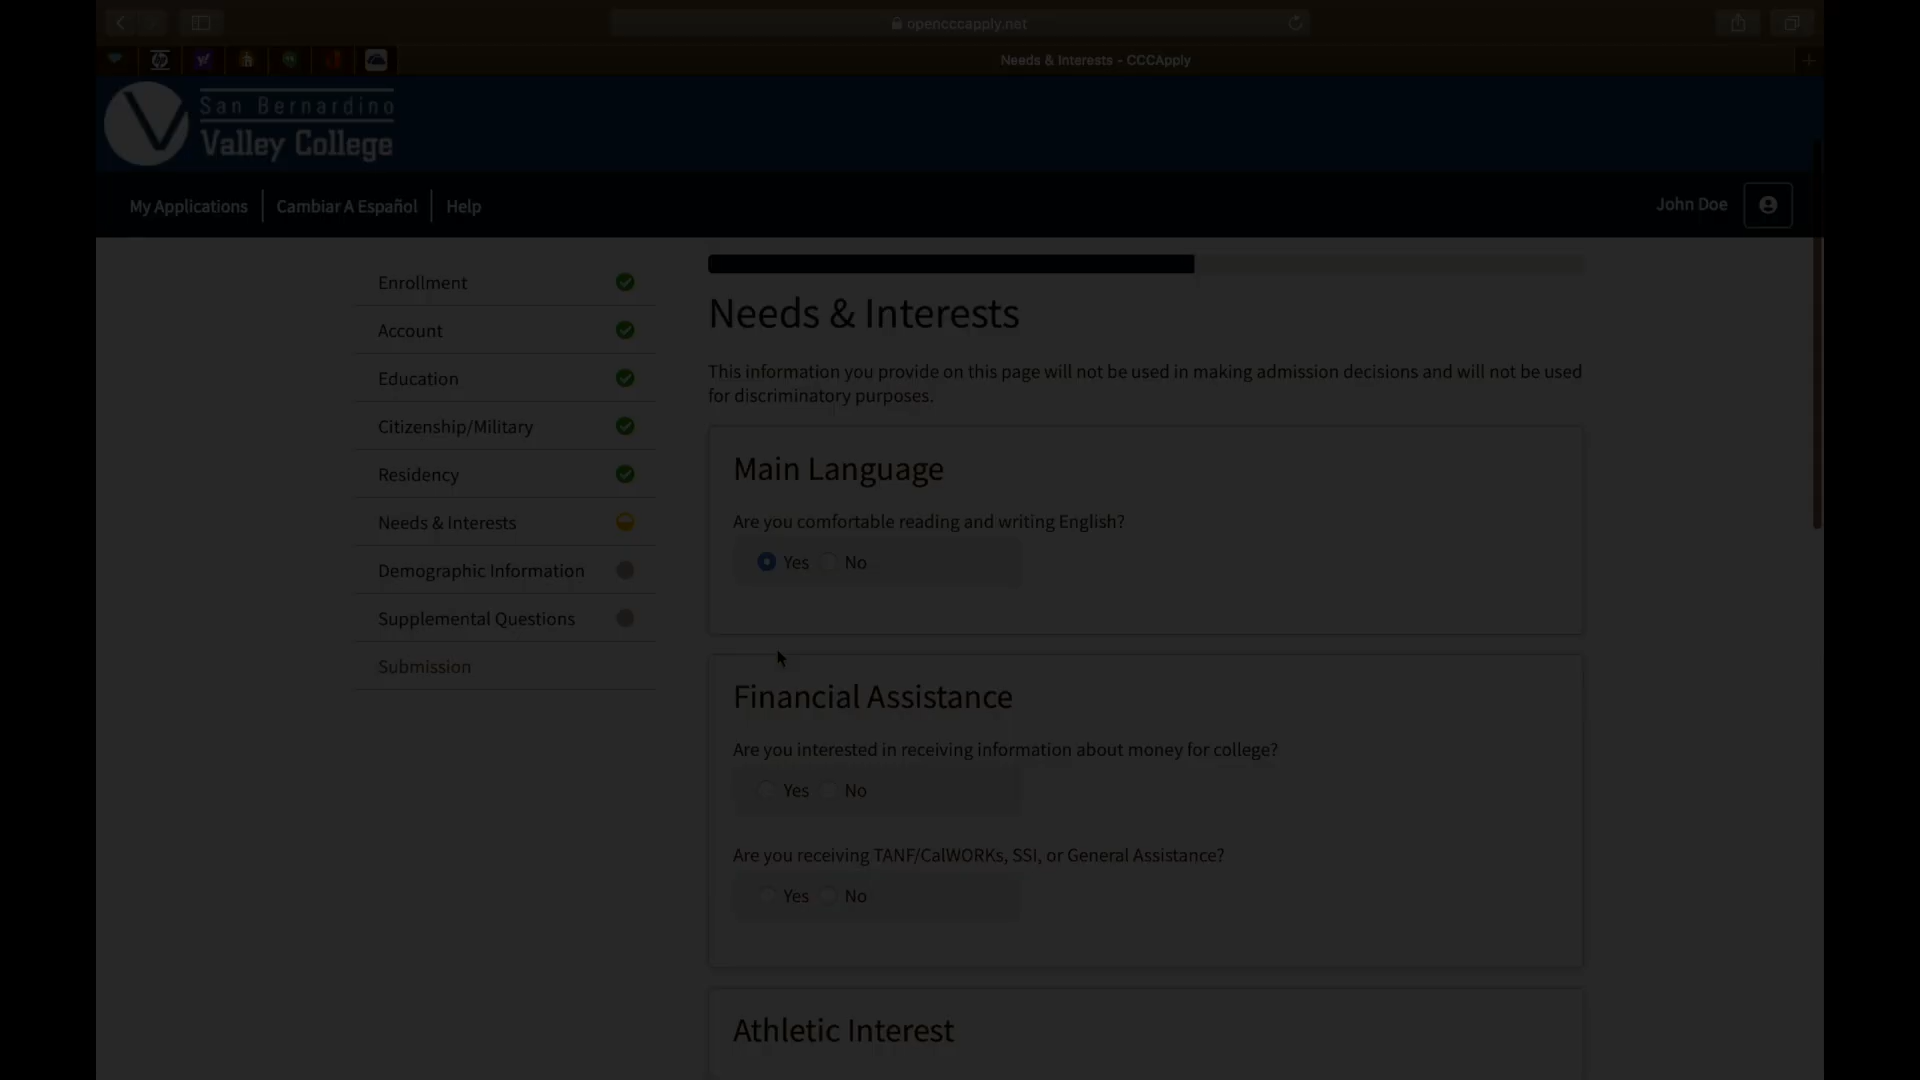 opencccapply.net
Needs & Interests - CCCApply
San Bernardino
Valley College
My Applications
Cambiar A Español
Help
John Doe
Enrollment
Account
Education
Citizenship/Military
Residency
Needs & Interests
Demographic Information
Supplemental Questions
Submission
Needs & Interests
This information you provide on this page will not be used in making admission decisions and will not be used
for discriminatory purposes.
Main Language
Are you comfortable reading and writing English?
Yes No
Financial Assistance
Are you interested in receiving information about money for college?
Yes No
Are you receiving TANF/CalWORKs, SSI, or General Assistance?
Yes No
Athletic Interest